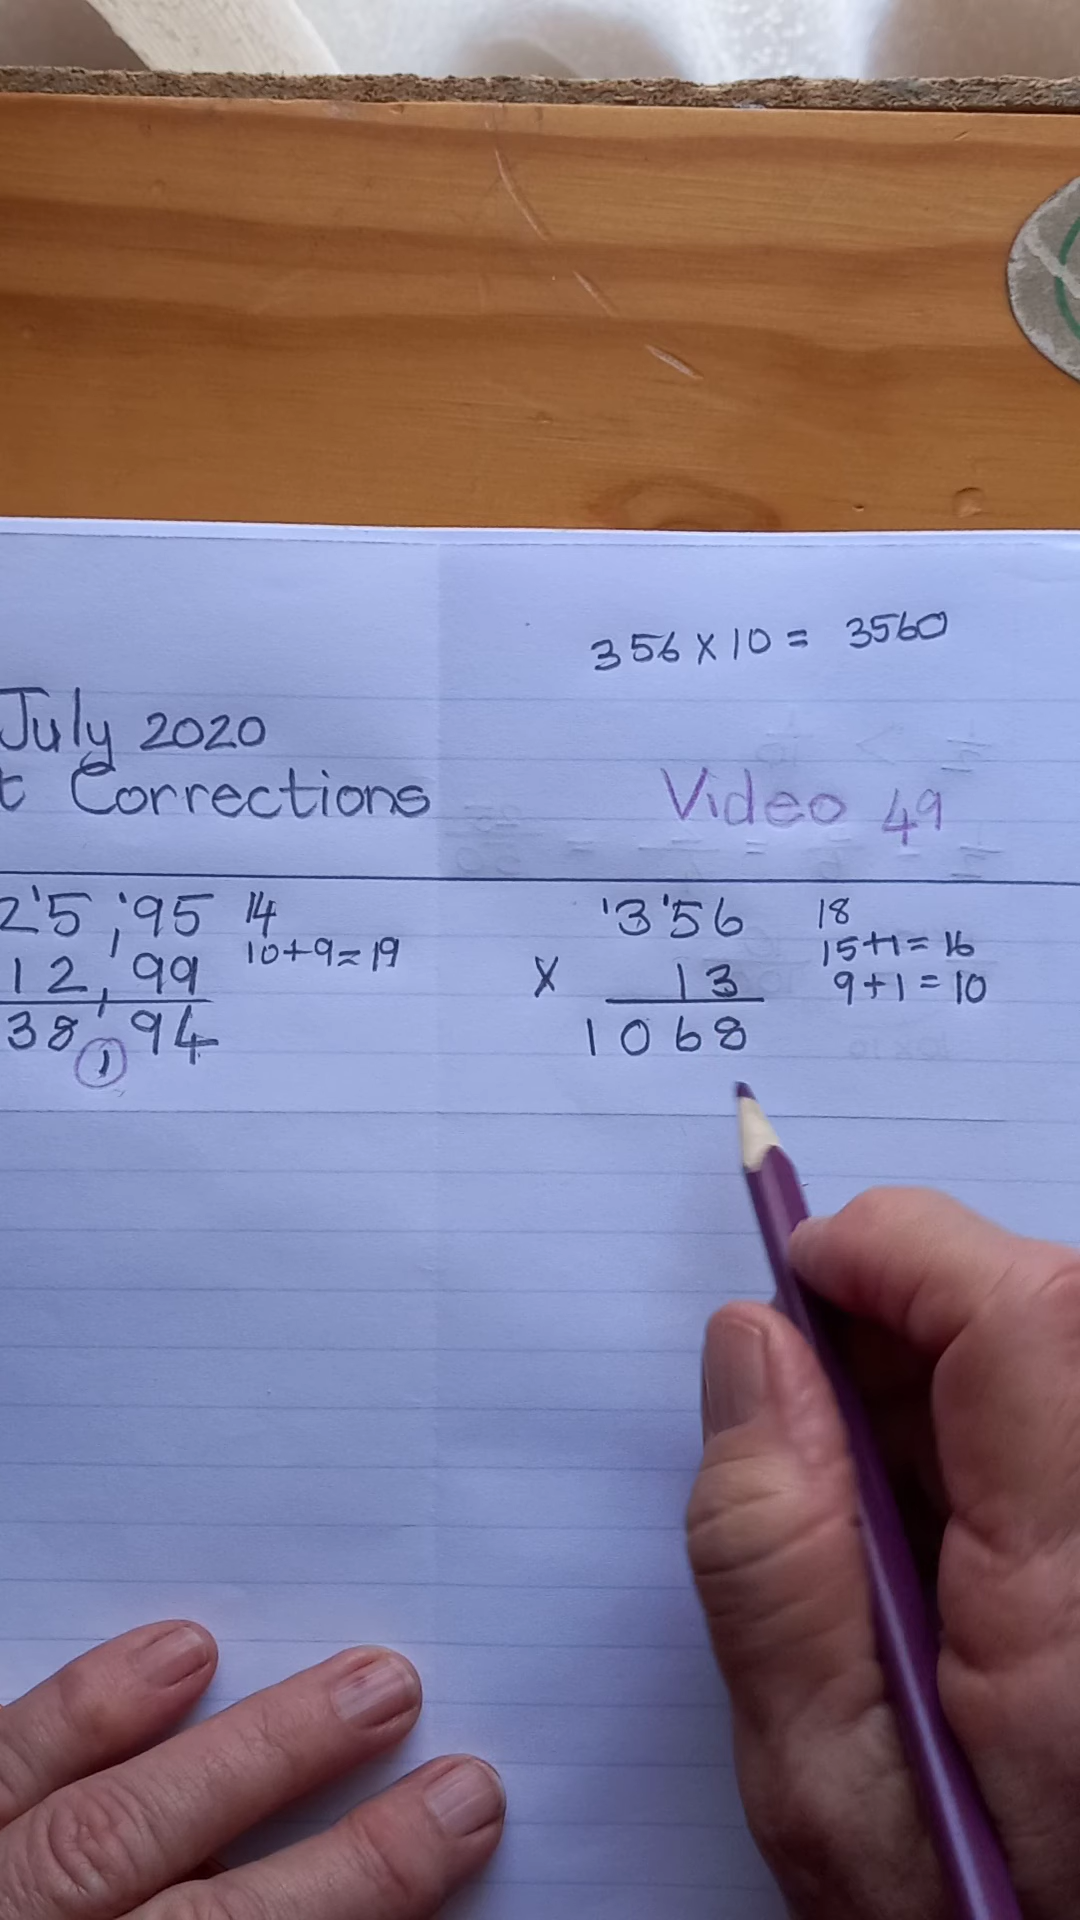 356 x 10 = 3560
July 2020
t Corrections
Video 49
2'5,'95 14
10+9=19
12,99
38,94
'3'56 18
15+1=16
x 13 9+1=10
1068